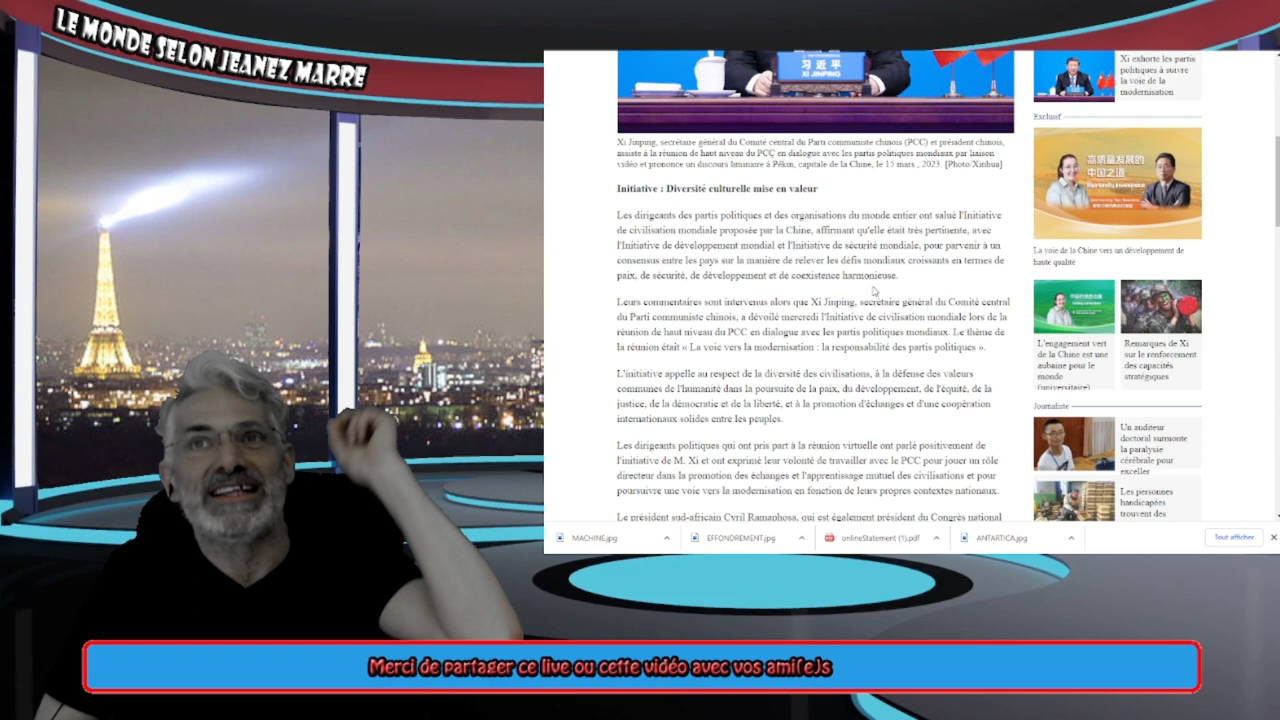 LE MONDE SELON JEANEZ MARRE
习近平
XI JINPING
Xi Jinping, secrétaire général du Comité central du Parti communiste chinois (PCC) et président chinois,
assiste à la réunion de haut niveau du PCC en dialogue avec les partis politiques mondiaux par liaison
vidéo et prononce un discours liminaire à Pékin, capitale de la Chine, le 15 mars , 2023. [Photo/Xinhua]
Initiative : Diversité culturelle mise en valeur
Les dirigeants des partis politiques et des organisations du monde entier ont salué l'Initiative
de civilisation mondiale proposée par la Chine, affirmant qu'elle était très pertinente, avec
l'Initiative de développement mondial et l'Initiative de sécurité mondiale, pour parvenir à un
consensus entre les pays sur la manière de relever les défis mondiaux croissants en termes de
paix, de sécurité, de développement et de coexistence harmonieuse.
Leurs commentaires sont intervenus alors que Xi Jinping, secrétaire général du Comité central
du Parti communiste chinois, a dévoilé mercredi l'Initiative de civilisation mondiale lors de la
réunion de haut niveau du PCC en dialogue avec les partis politiques mondiaux. Le thème de
la réunion était « La voie vers la modernisation : la responsabilité des partis politiques ».
L'initiative appelle au respect de la diversité des civilisations, à la défense des valeurs
communes de l'humanité dans la poursuite de la paix, du développement, de l'équité, de la
justice, de la démocratie et de la liberté, et à la promotion d'échanges et d'une coopération
internationaux solides entre les peuples.
Les dirigeants politiques qui ont pris part à la réunion virtuelle ont parlé positivement de
l'initiative de M. Xi et ont exprimé leur volonté de travailler avec le PCC pour jouer un rôle
directeur dans la promotion des échanges et l'apprentissage mutuel des civilisations et pour
poursuivre une voie vers la modernisation en fonction de leurs propres contextes nationaux.
Le président sud-africain Cyril Ramaphosa, qui est également président du Congrès national
Xi exhorte les partis
politiques à suivre
la voie de la
modernisation
Exclusif
高质量发展的
中国之道
La voie de la Chine vers un développement de
haute qualité
L'engagement vert
de la Chine est une
aubaine pour le
monde
(universitaire)
Remarques de Xi
sur le renforcement
des capacités
stratégiques
Journaliste
Un auditeur
doctoral surmonte
la paralysie
cérébrale pour
exceller
Les personnes
handicapées
trouvent des
MACHINE.jpg
EFFONDREMENT.jpg
onlineStatement (1).pdf
ANTARTICA.jpg
Tout afficher
Merci de partager ce live ou cette vidéo avec vos ami(e)s